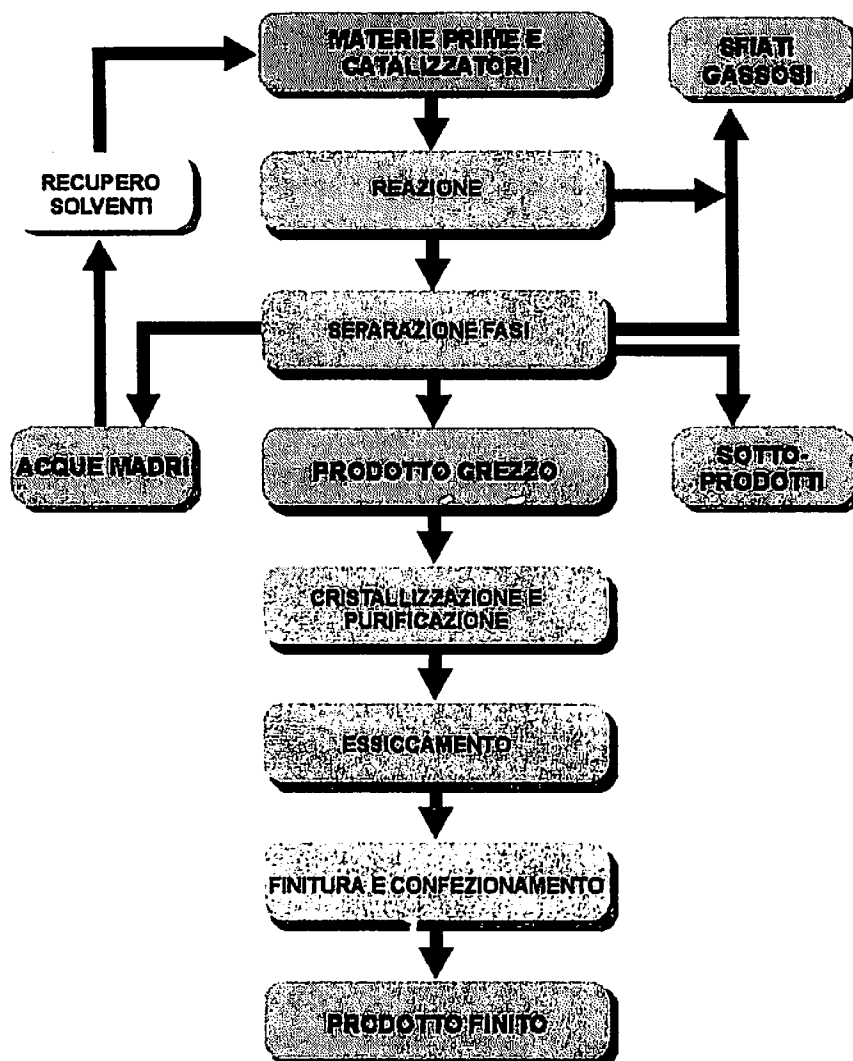 MATERIE PRIME E
CATALIZZATORI
SFIATI
GASSOSI
RECUPERO
SOLVENTI
REAZIONE
SEPARAZIONE FASI
ACQUE MADRI
PRODOTTO GREZZO
SOTTO-
PRODOTTI
CRISTALLIZZAZIONE E
PURIFICAZIONE
ESSICCAMENTO
FINITURA E CONFEZIONAMENTO
PRODOTTO FINITO